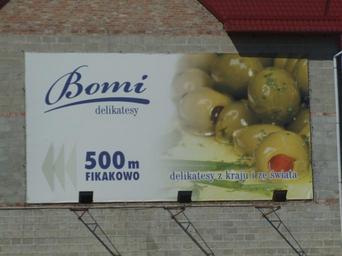 Bomi
delikatesy
500 m
FIKAKOWO
delikatesy z kraju i ze świata